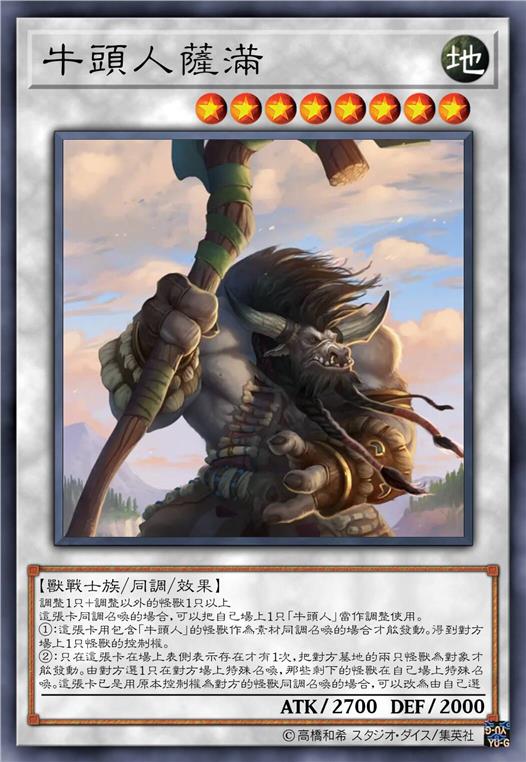 牛頭人薩滿
地
【獸戰士族/同調/效果】
調整1只+調整以外的怪獸1只以上
這張卡同調召喚的場合,可以把自己場上1只「牛頭人」當作調整使用。
①:這張卡用包含「牛頭人」的怪獸作為素材同調召喚的場合才能發動。得到對方
場上1只怪獸的控制權。
②:只在這張卡在場上表側表示存在才有1次,把對方墓地的兩只怪獸為對象才
能發動。由對方選1只在對方場上特殊召喚,那些剩下的怪獸在自己場上特殊召
喚。這張卡已是用原本控制權為對方的怪獸同調召喚的場合,可以改為由自己選
ATK/2700 DEF/2000
©高橋和希 スタジオ・ダイス/集英社
YU-G